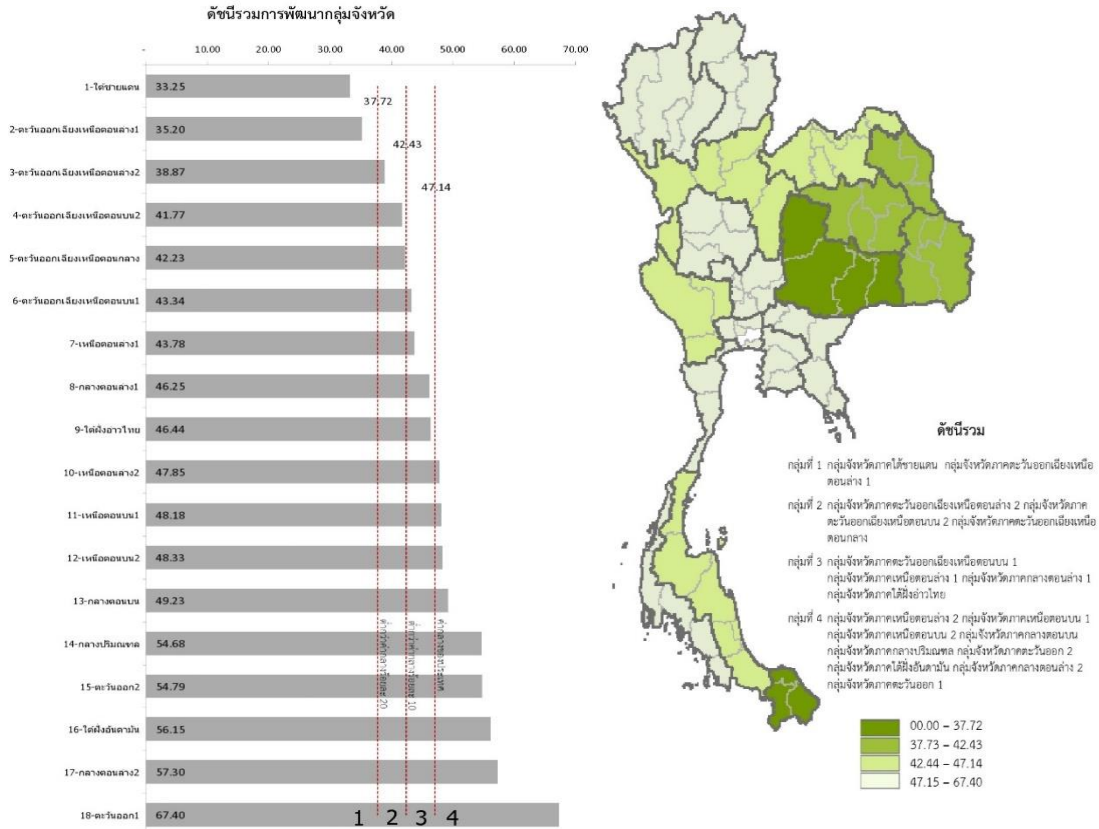 ดัชนีรวมการพัฒนากลุ่มจังหวัด
- 10.00 20.00 30.00 40.00 50.00 60.00 70.00
1-ใต้ชายแดน 33.25
37.72
2-ตะวันออกเฉียงเหนือตอนล่าง1 35.20
42.43
3-ตะวันออกเฉียงเหนือตอนล่าง2 38.87
47.14
4-ตะวันออกเฉียงเหนือตอนบน2 41.77
5-ตะวันออกเฉียงเหนือตอนกลาง 42.23
6-ตะวันออกเฉียงเหนือตอนบน1 43.34
7-เหนือตอนล่าง1 43.78
8-กลางตอนล่าง1 46.25
9-ใต้ฝั่งอ่าวไทย 46.44
10-เหนือตอนล่าง2 47.85
11-เหนือตอนบน1 48.18
12-เหนือตอนบน2 48.33
13-กลางตอนบน 49.23
14-กลางปริมณฑล 54.68
15-ตะวันออก2 54.79
16-ใต้ฝั่งอันดามัน 56.15
17-กลางตอนล่าง2 57.30
18-ตะวันออก1 67.40
ต่ำกว่าค่ากลางร้อยละ 20
ต่ำกว่าค่ากลางร้อยละ 10
1 2 3 4
ดัชนีรวม
กลุ่มที่ 1 กลุ่มจังหวัดภาคใต้ชายแดน กลุ่มจังหวัดภาคตะวันออกเฉียงเหนือ
ตอนล่าง 1
กลุ่มที่ 2 กลุ่มจังหวัดภาคตะวันออกเฉียงเหนือตอนล่าง 2 กลุ่มจังหวัดภาค
ตะวันออกเฉียงเหนือตอนบน 2 กลุ่มจังหวัดภาคตะวันออกเฉียงเหนือ
ตอนกลาง
กลุ่มที่ 3 กลุ่มจังหวัดภาคตะวันออกเฉียงเหนือตอนบน 1
กลุ่มจังหวัดภาคเหนือตอนล่าง 1 กลุ่มจังหวัดภาคกลางตอนล่าง 1
กลุ่มจังหวัดภาคใต้ฝั่งอ่าวไทย
กลุ่มที่ 4 กลุ่มจังหวัดภาคเหนือตอนล่าง 2 กลุ่มจังหวัดภาคเหนือตอนบน 1
กลุ่มจังหวัดภาคเหนือตอนบน 2 กลุ่มจังหวัดภาคกลางตอนบน
กลุ่มจังหวัดภาคกลางปริมณฑล กลุ่มจังหวัดภาคตะวันออก 2
กลุ่มจังหวัดภาคใต้ฝั่งอันดามัน กลุ่มจังหวัดภาคกลางตอนล่าง 2
กลุ่มจังหวัดภาคตะวันออก 1
00.00 – 37.72
37.73 – 42.43
42.44 – 47.14
47.15 – 67.40